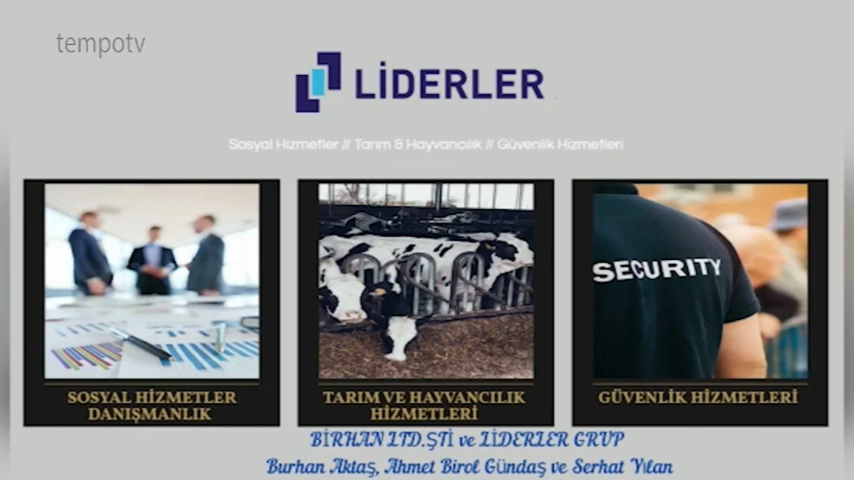 tempotv
LİDERLER
Sosyal Hizmetler // Tarım & Hayvancılık // Güvenlik Hizmetleri
SECURITY
SOSYAL HİZMETLER
DANIŞMANLIK
TARIM VE HAYVANCILIK
HİZMETLERİ
GÜVENLİK HİZMETLERİ
BİRHAN LTD.ŞTİ ve LİDERLER GRUP
Burhan Aktaş, Ahmet Birol Gündaş ve Serhat Yılan